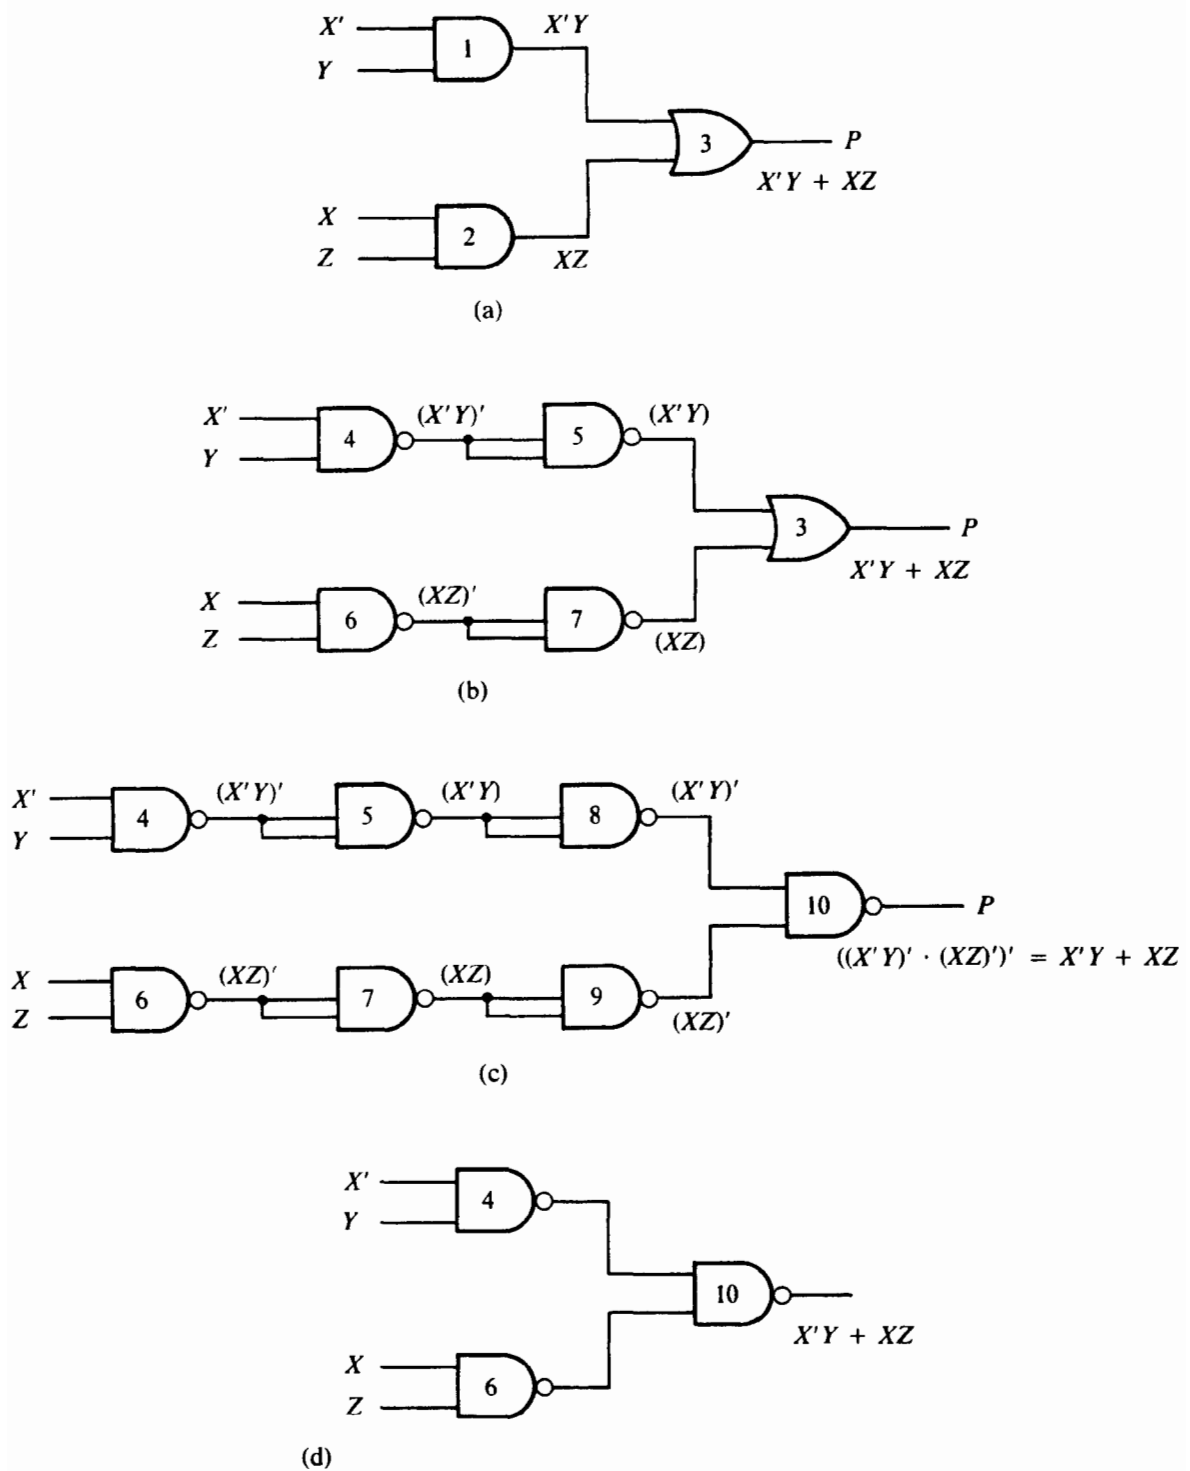 X' X'Y
1
Y
3 P
X'Y + XZ
X
2
Z XZ
(a)
X' (X'Y)' (X'Y)
4 5
Y
3 P
X'Y + XZ
X (XZ)'
6 7
Z (XZ)
(b)
X' (X'Y)' (X'Y) (X'Y)'
4 5 8
Y
10 P
((X'Y)' · (XZ)')' = X'Y + XZ
X (XZ)' (XZ)
6 7 9
Z (XZ)'
(c)
X'
4
Y
10
X'Y + XZ
X
6
Z
(d)